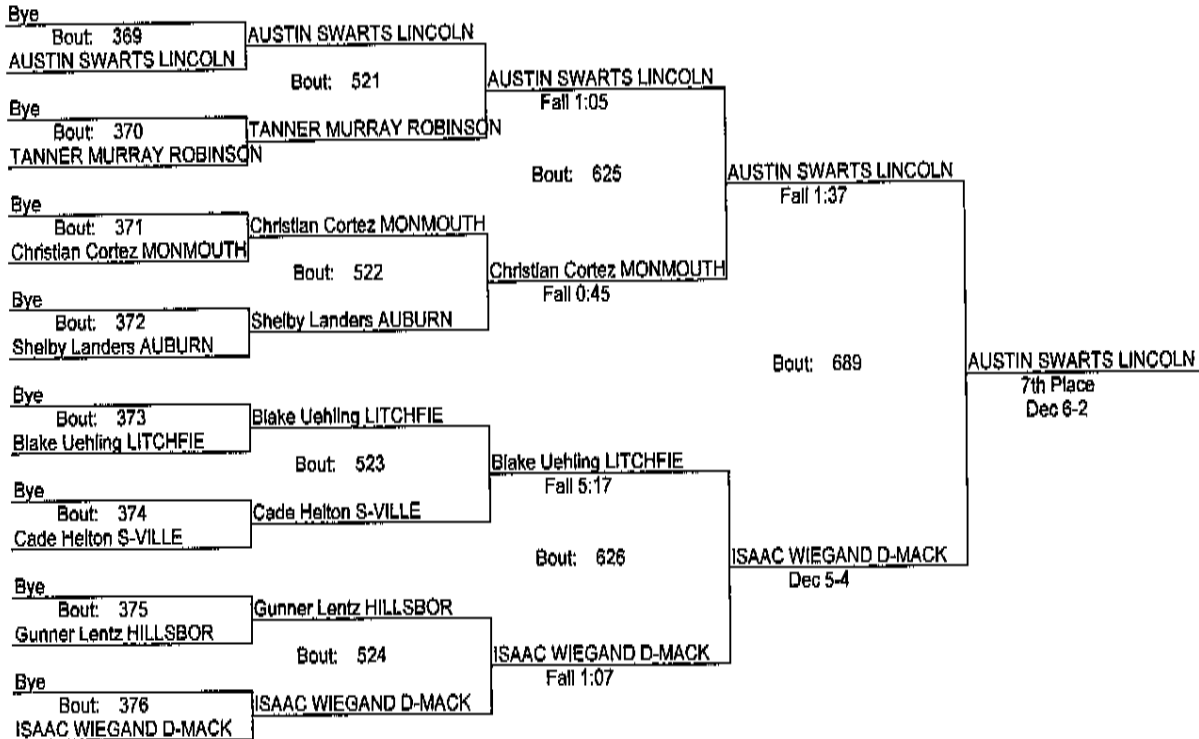 Bye
Bout: 369
AUSTIN SWARTS LINCOLN
AUSTIN SWARTS LINCOLN
Bout: 521
AUSTIN SWARTS LINCOLN
Fall 1:05
Bye
Bout: 370
TANNER MURRAY ROBINSON
TANNER MURRAY ROBINSON
Bout: 625
AUSTIN SWARTS LINCOLN
Fall 1:37
Bye
Bout: 371
Christian Cortez MONMOUTH
Christian Cortez MONMOUTH
Bout: 522
Christian Cortez MONMOUTH
Fall 0:45
Bye
Bout: 372
Shelby Landers AUBURN
Shelby Landers AUBURN
Bout: 689
AUSTIN SWARTS LINCOLN
7th Place
Dec 6-2
Bye
Bout: 373
Blake Uehling LITCHFIE
Blake Uehling LITCHFIE
Bout: 523
Blake Uehling LITCHFIE
Fall 5:17
Bye
Bout: 374
Cade Helton S-VILLE
Cade Helton S-VILLE
Bout: 626
ISAAC WIEGAND D-MACK
Dec 5-4
Bye
Bout: 375
Gunner Lentz HILLSBOR
Gunner Lentz HILLSBOR
Bout: 524
ISAAC WIEGAND D-MACK
Fall 1:07
Bye
Bout: 376
ISAAC WIEGAND D-MACK
ISAAC WIEGAND D-MACK